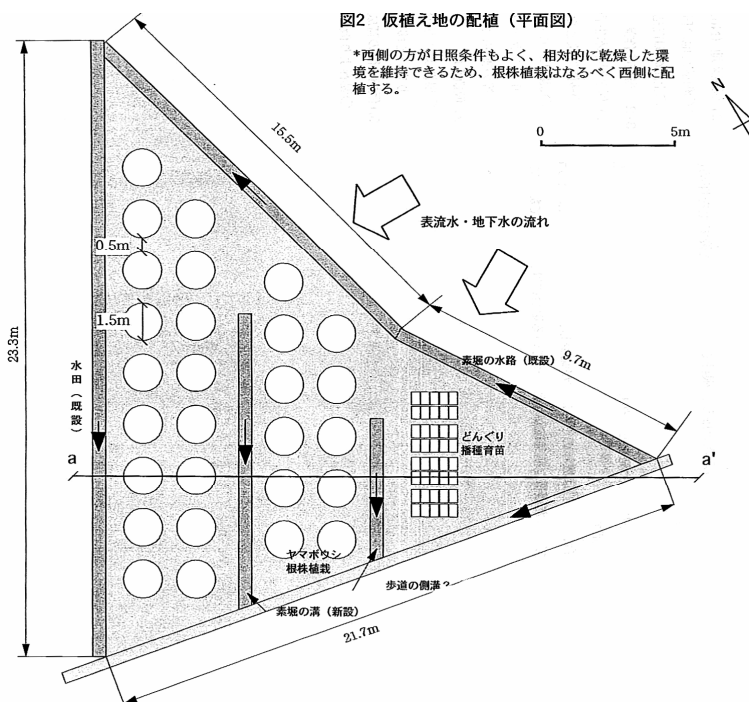 図2　仮植え地の配植（平面図）
*西側の方が日照条件もよく、相対的に乾燥した環
境を維持できるため、根株植栽はなるべく西側に配
植する。
N
0
5m
15.5m
表流水・地下水の流れ
0.5m
1.5m
23.3m
水田（既設）
素堀の水路（既設）
9.7m
どんぐり
播種育苗
a
a'
ヤマボウシ
根株植栽
歩道の側溝？
素堀の溝（新設）
21.7m